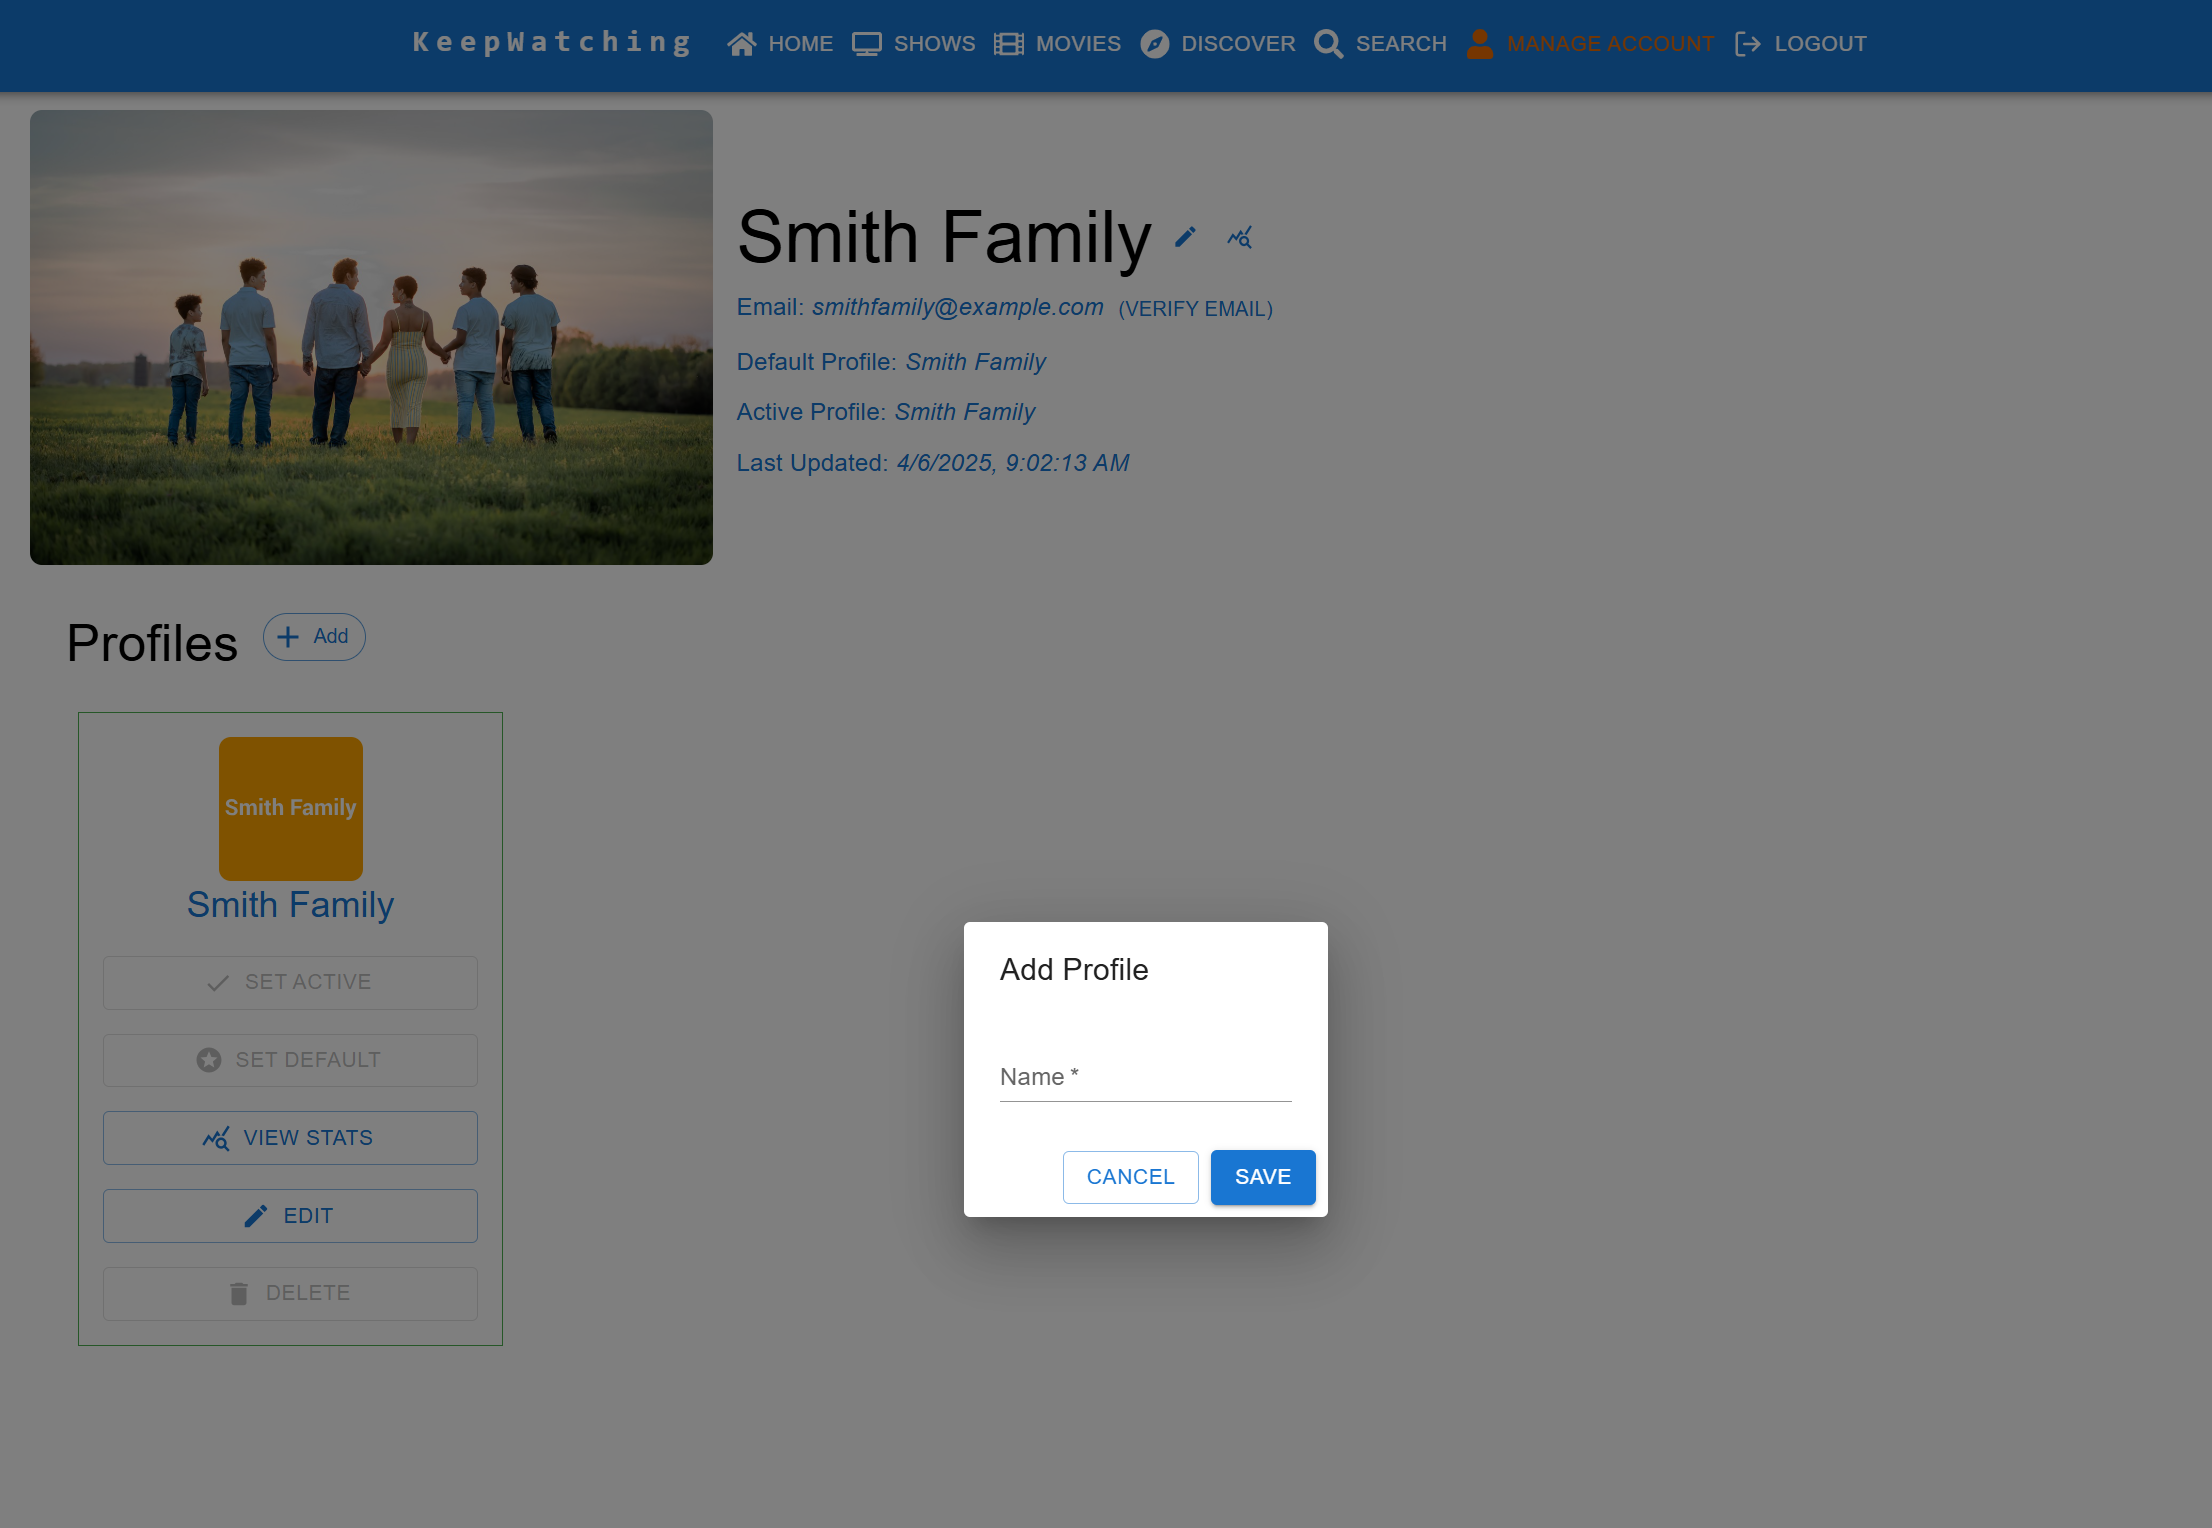 KeepWatching HOME SHOWS MOVIES DISCOVER SEARCH MANAGE ACCOUNT LOGOUT
Smith Family
Email: smithfamily@example.com (VERIFY EMAIL)
Default Profile: Smith Family
Active Profile: Smith Family
Last Updated: 4/6/2025, 9:02:13 AM
Profiles Add
Smith Family
Smith Family
SET ACTIVE
SET DEFAULT
VIEW STATS
EDIT
DELETE
Add Profile
Name *
CANCEL SAVE